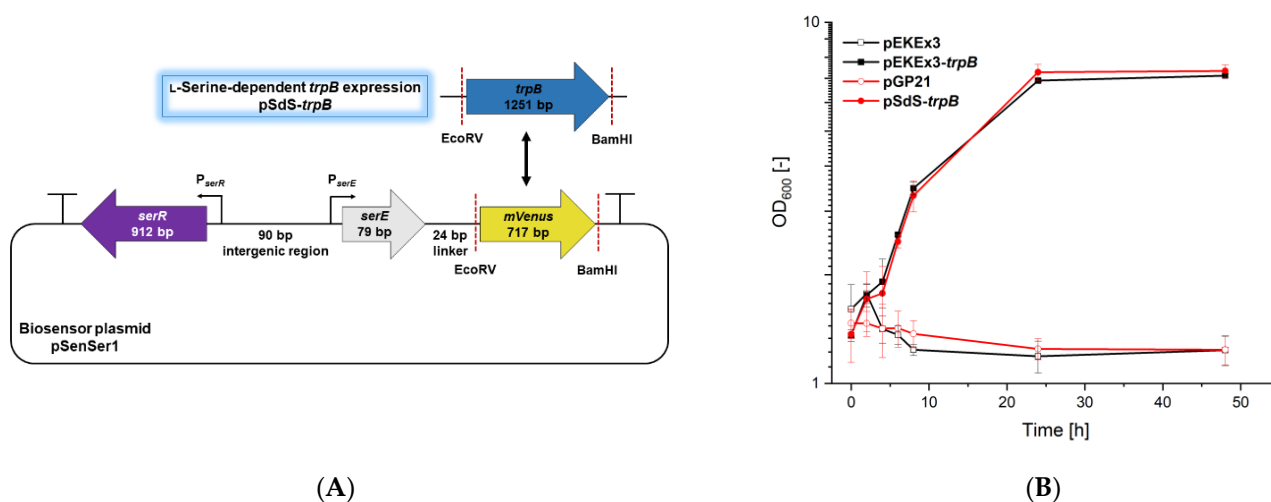 L-Serine-dependent trpB expression
pSdS-trpB
trpB
1251 bp
EcoRV
BamHI
PserR
PserE
serR
912 bp
90 bp
intergenic region
serE
79 bp
24 bp
linker
mVenus
717 bp
EcoRV
BamHI
Biosensor plasmid
pSenSer1
(A)
10
pEKEx3
pEKEx3-trpB
pGP21
pSdS-trpB
OD600 [-]
1
0 10 20 30 40 50
Time [h]
(B)